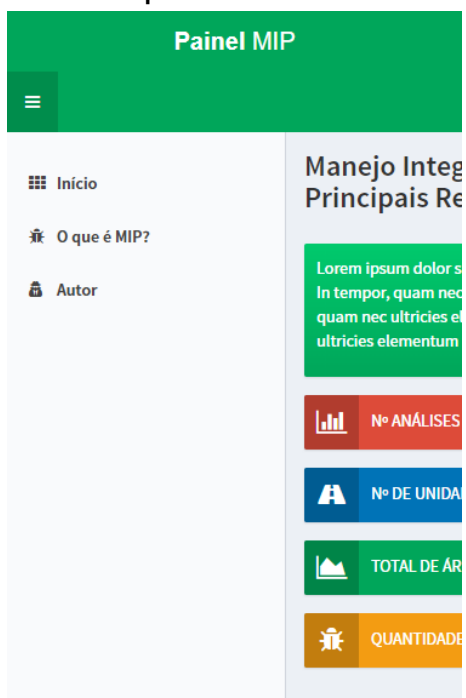 Painel MIP
Início
O que é MIP?
Autor
Manejo Integ
Principais Re
Lorem ipsum dolor s
In tempor, quam nec
quam nec ultricies el
ultricies elementum
Nº ANÁLISES
Nº DE UNIDA
TOTAL DE ÁR
QUANTIDADE